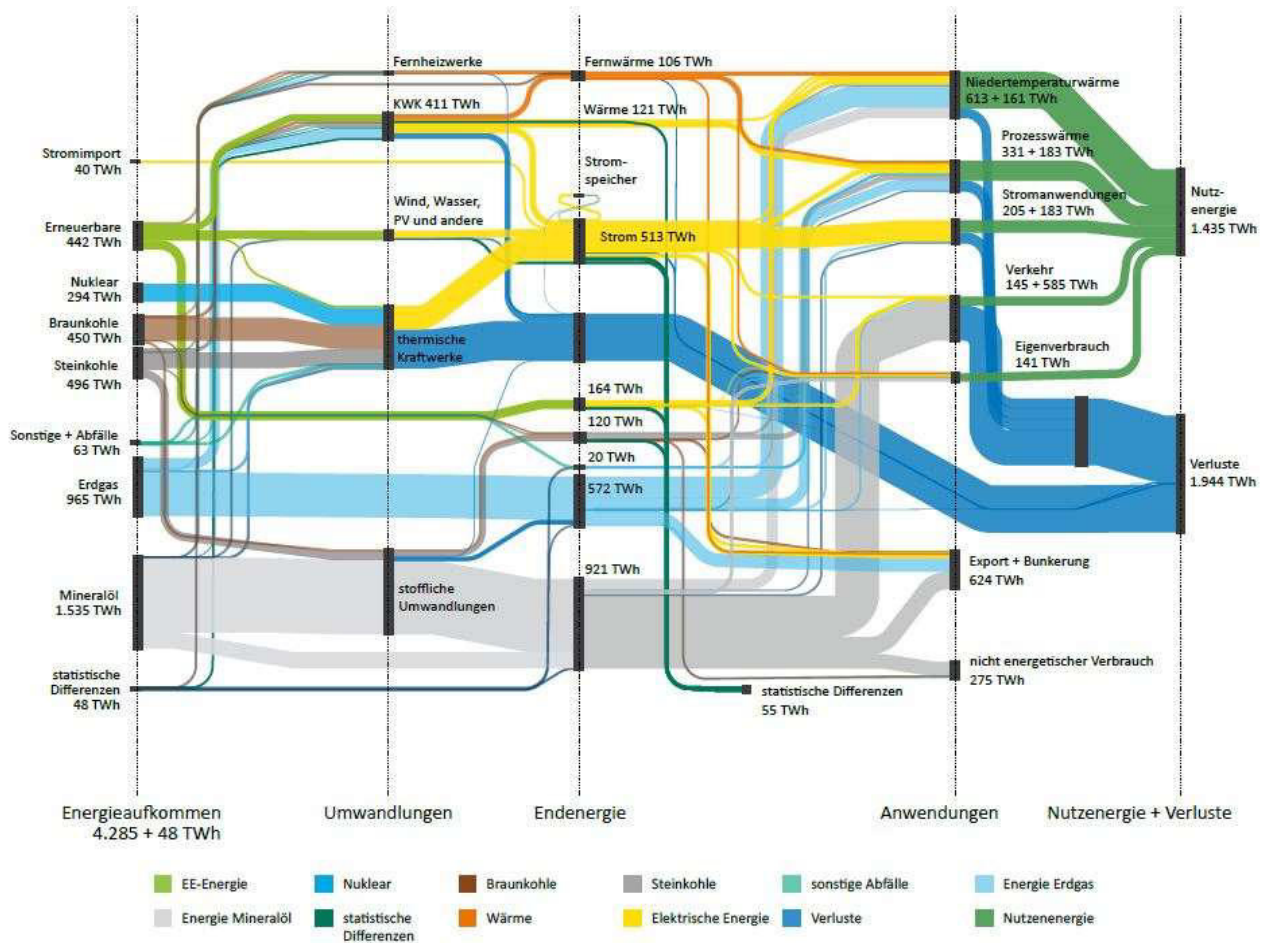 Fernheizwerke
Fernwärme 106 TWh
Niedertemperaturwärme
613 + 161 TWh
KWK 411 TWh
Wärme 121 TWh
Prozesswärme
331 + 183 TWh
Stromimport
40 TWh
Strom-
speicher
Wind, Wasser,
PV und andere
Stromanwendungen
205 + 183 TWh
Nutz-
energie
1.435 TWh
Erneuerbare
442 TWh
Strom 513 TWh
Nuklear
294 TWh
Verkehr
145 + 585 TWh
Braunkohle
450 TWh
thermische
Kraftwerke
Eigenverbrauch
141 TWh
Steinkohle
496 TWh
164 TWh
120 TWh
Sonstige + Abfälle
63 TWh
20 TWh
Erdgas
965 TWh
572 TWh
Verluste
1.944 TWh
921 TWh
Export + Bunkerung
624 TWh
Mineralöl
1.535 TWh
stoffliche
Umwandlungen
nicht energetischer Verbrauch
275 TWh
statistische
Differenzen
48 TWh
statistische Differenzen
55 TWh
Energieaufkommen
4.285 + 48 TWh
Umwandlungen
Endenergie
Anwendungen
Nutzenergie + Verluste
EE-Energie
Nuklear
Braunkohle
Steinkohle
sonstige Abfälle
Energie Erdgas
Energie Mineralöl
statistische
Differenzen
Wärme
Elektrische Energie
Verluste
Nutzenenergie